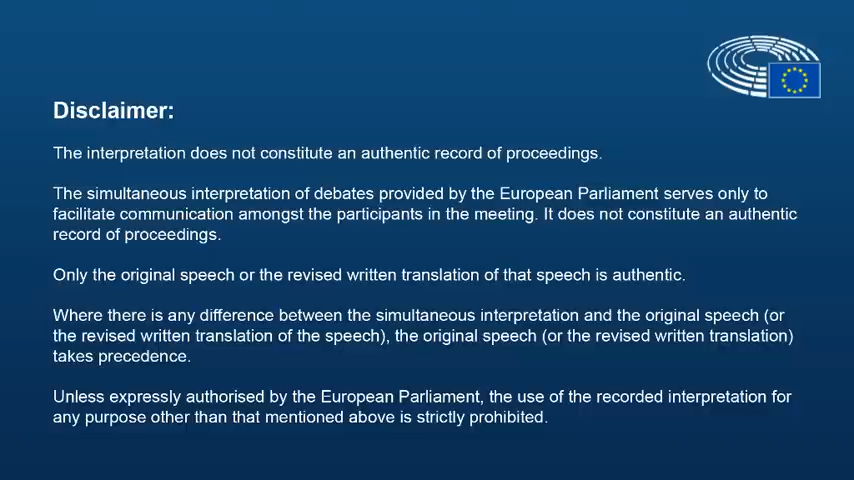 Disclaimer:
The interpretation does not constitute an authentic record of proceedings.
The simultaneous interpretation of debates provided by the European Parliament serves only to
facilitate communication amongst the participants in the meeting. It does not constitute an authentic
record of proceedings.
Only the original speech or the revised written translation of that speech is authentic.
Where there is any difference between the simultaneous interpretation and the original speech (or
the revised written translation of the speech), the original speech (or the revised written translation)
takes precedence.
Unless expressly authorised by the European Parliament, the use of the recorded interpretation for
any purpose other than that mentioned above is strictly prohibited.